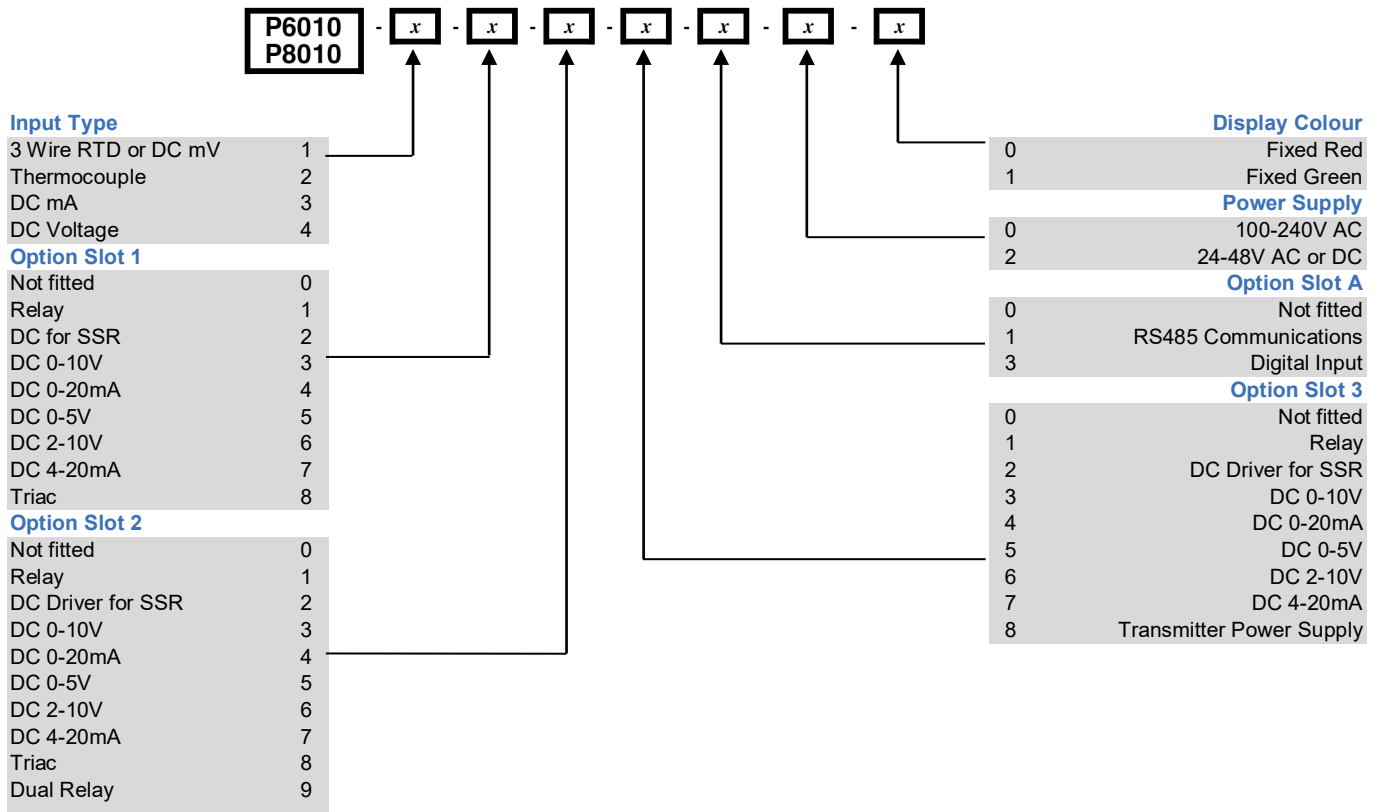 P6010 - x - x - x - x - x - x - x
P8010
Input Type
3 Wire RTD or DC mV 1
Thermocouple 2
DC mA 3
DC Voltage 4
Option Slot 1
Not fitted 0
Relay 1
DC for SSR 2
DC 0-10V 3
DC 0-20mA 4
DC 0-5V 5
DC 2-10V 6
DC 4-20mA 7
Triac 8
Option Slot 2
Not fitted 0
Relay 1
DC Driver for SSR 2
DC 0-10V 3
DC 0-20mA 4
DC 0-5V 5
DC 2-10V 6
DC 4-20mA 7
Triac 8
Dual Relay 9
Display Colour
0 Fixed Red
1 Fixed Green
Power Supply
0 100-240V AC
2 24-48V AC or DC
Option Slot A
0 Not fitted
1 RS485 Communications
3 Digital Input
Option Slot 3
0 Not fitted
1 Relay
2 DC Driver for SSR
3 DC 0-10V
4 DC 0-20mA
5 DC 0-5V
6 DC 2-10V
7 DC 4-20mA
8 Transmitter Power Supply